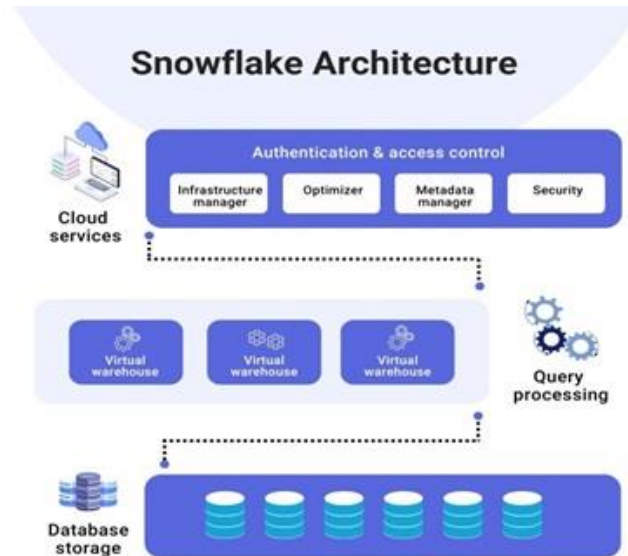 Snowflake Architecture
Authentication & access control
Infrastructure
manager
Optimizer
Metadata
manager
Security
Cloud
services
Virtual
warehouse
Virtual
warehouse
Virtual
warehouse
Query
processing
Database
storage